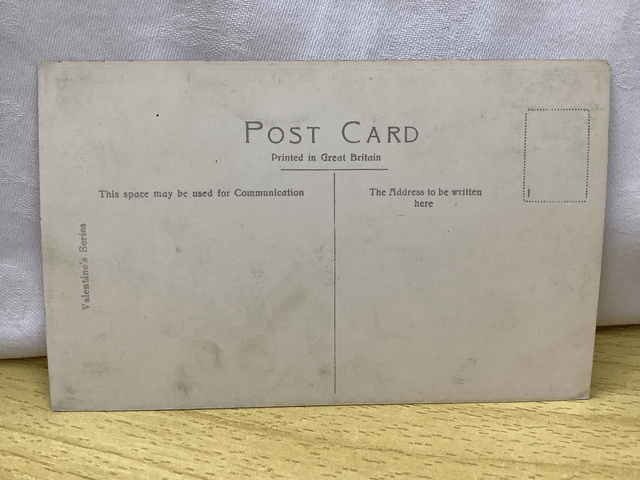 POST CARD
Printed in Great Britain
This space may be used for Communication
The Address to be written
here
Valentine's Series